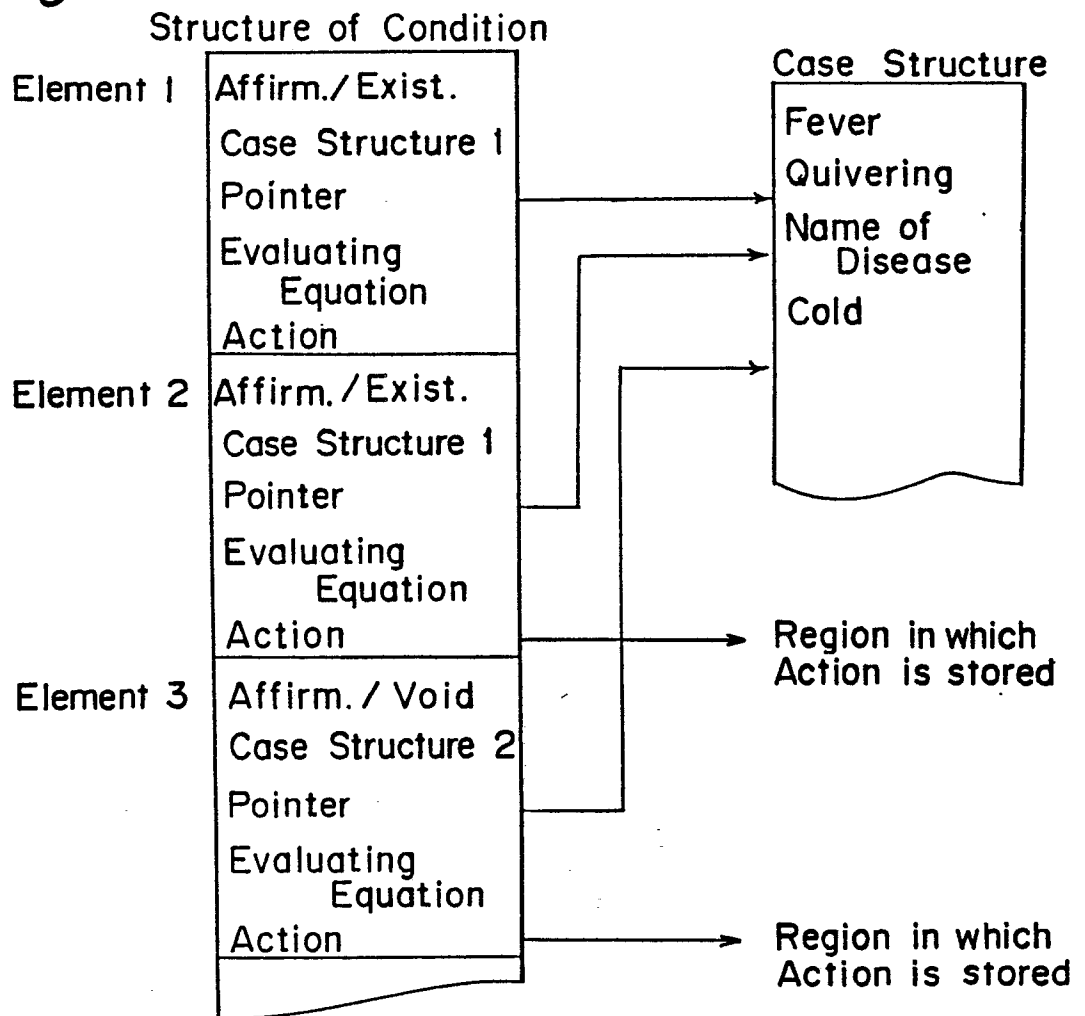 Structure of Condition
Element 1
Affirm./Exist.
Case Structure 1
Pointer
Evaluating
Equation
Action
Element 2
Affirm./Exist.
Case Structure 1
Pointer
Evaluating
Equation
Action
Element 3
Affirm./Void
Case Structure 2
Pointer
Evaluating
Equation
Action
Case Structure
Fever
Quivering
Name of
Disease
Cold
Region in which
Action is stored
Region in which
Action is stored